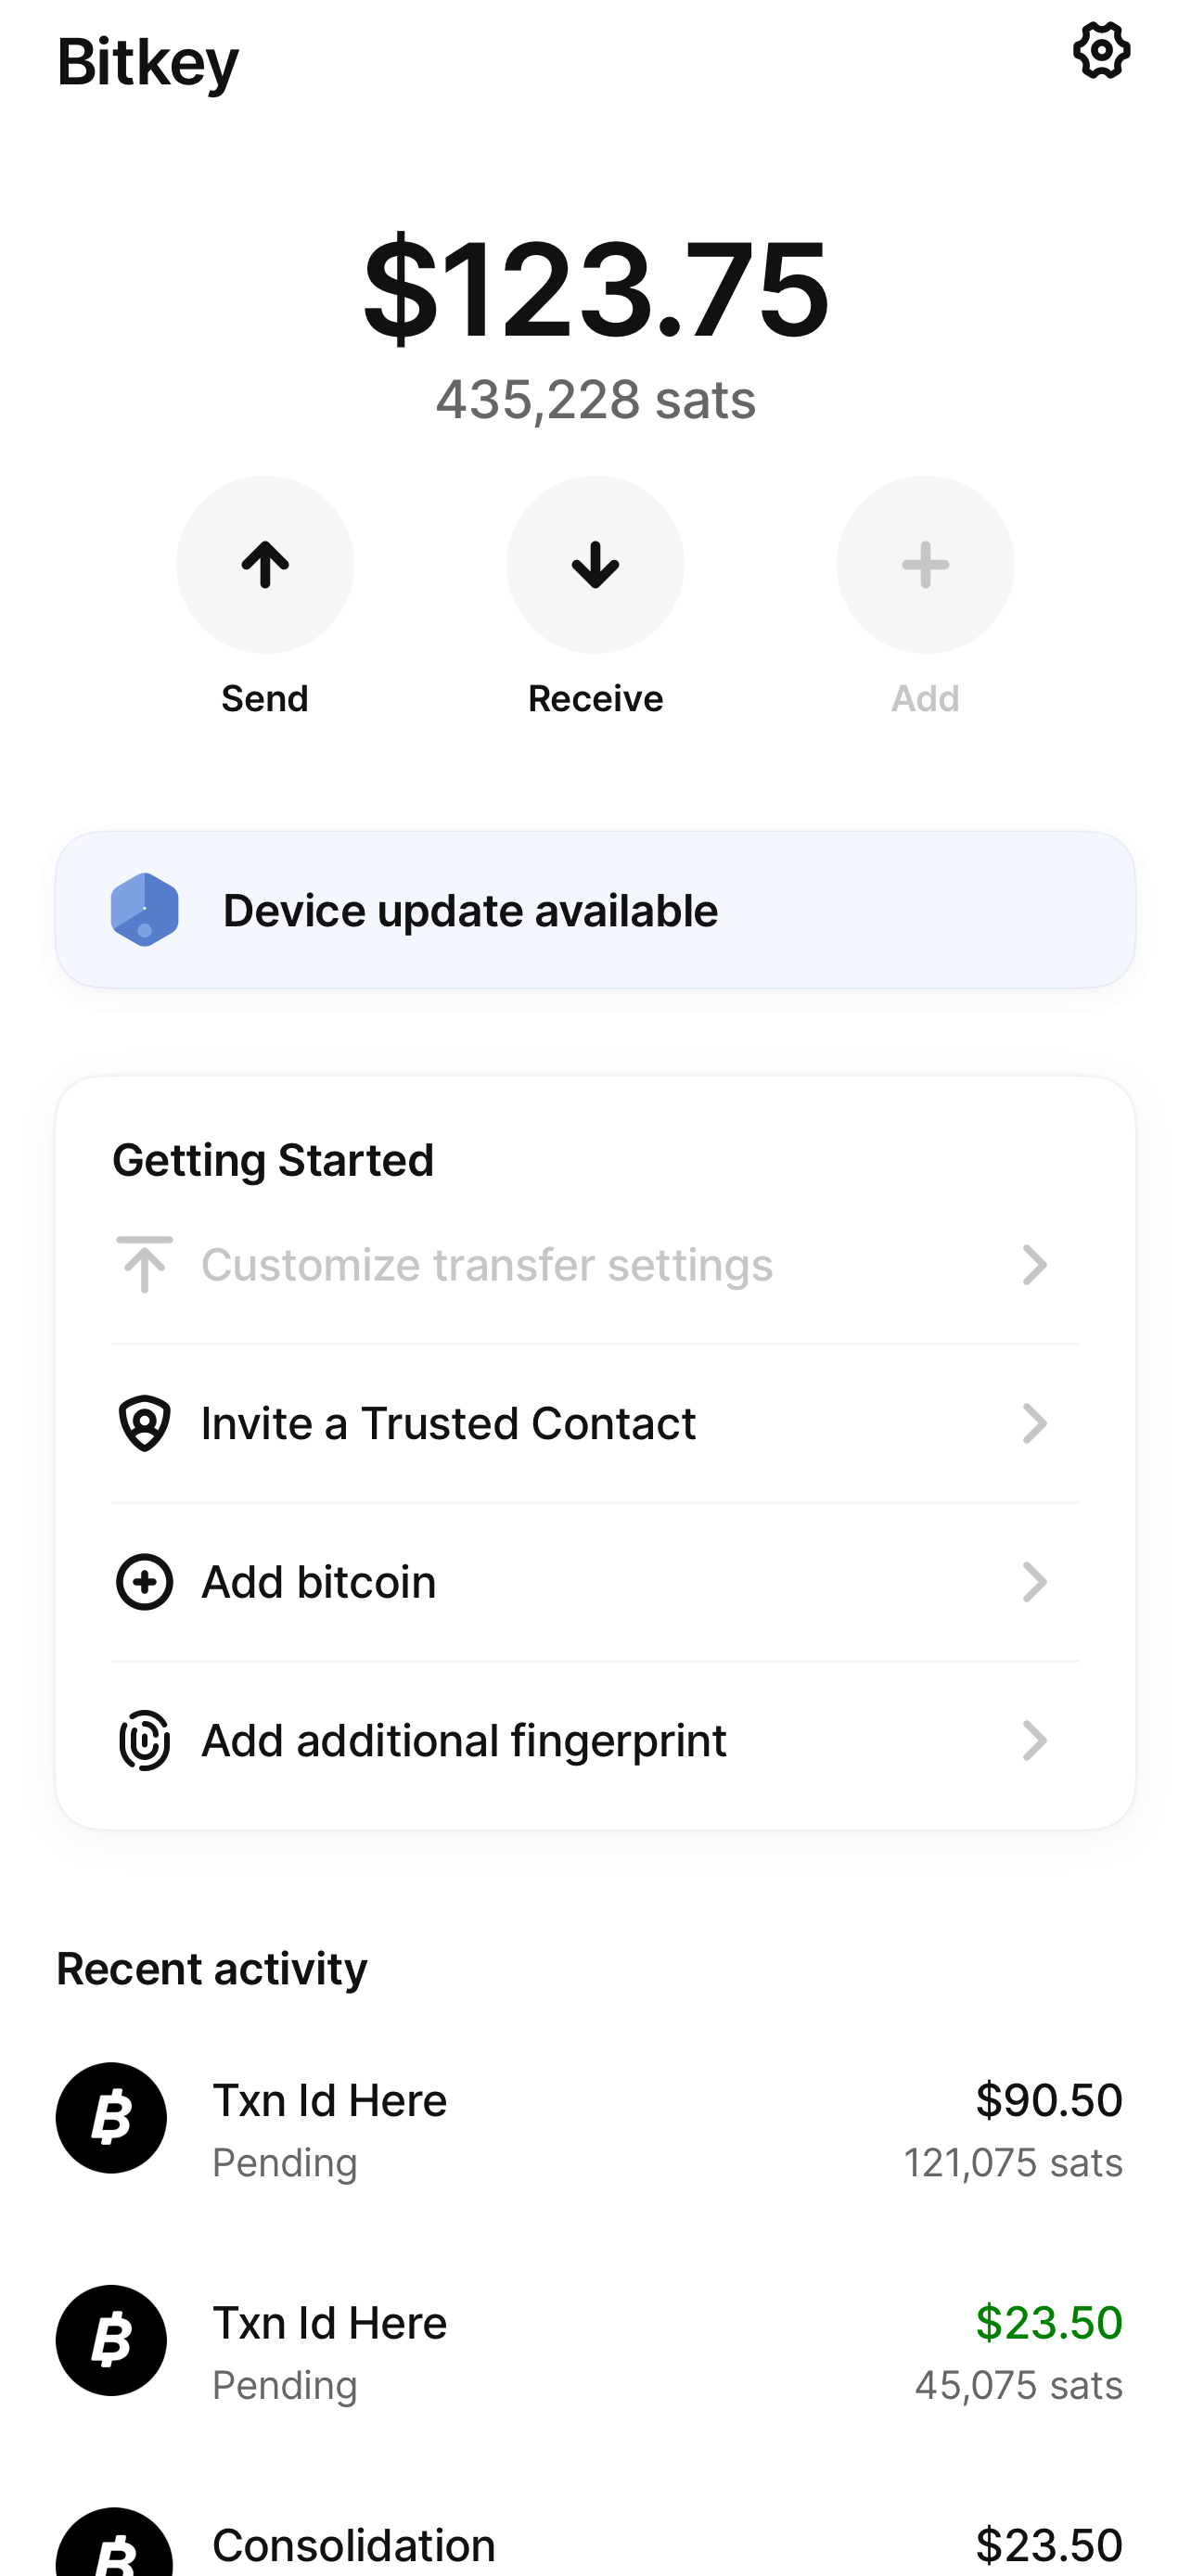 Bitkey
$123.75
435,228 sats
Send
Receive
Add
Device update available
Getting Started
Customize transfer settings
Invite a Trusted Contact
Add bitcoin
Add additional fingerprint
Recent activity
Txn Id Here
$90.50
Pending
121,075 sats
Txn Id Here
$23.50
Pending
45,075 sats
Consolidation
$23.50